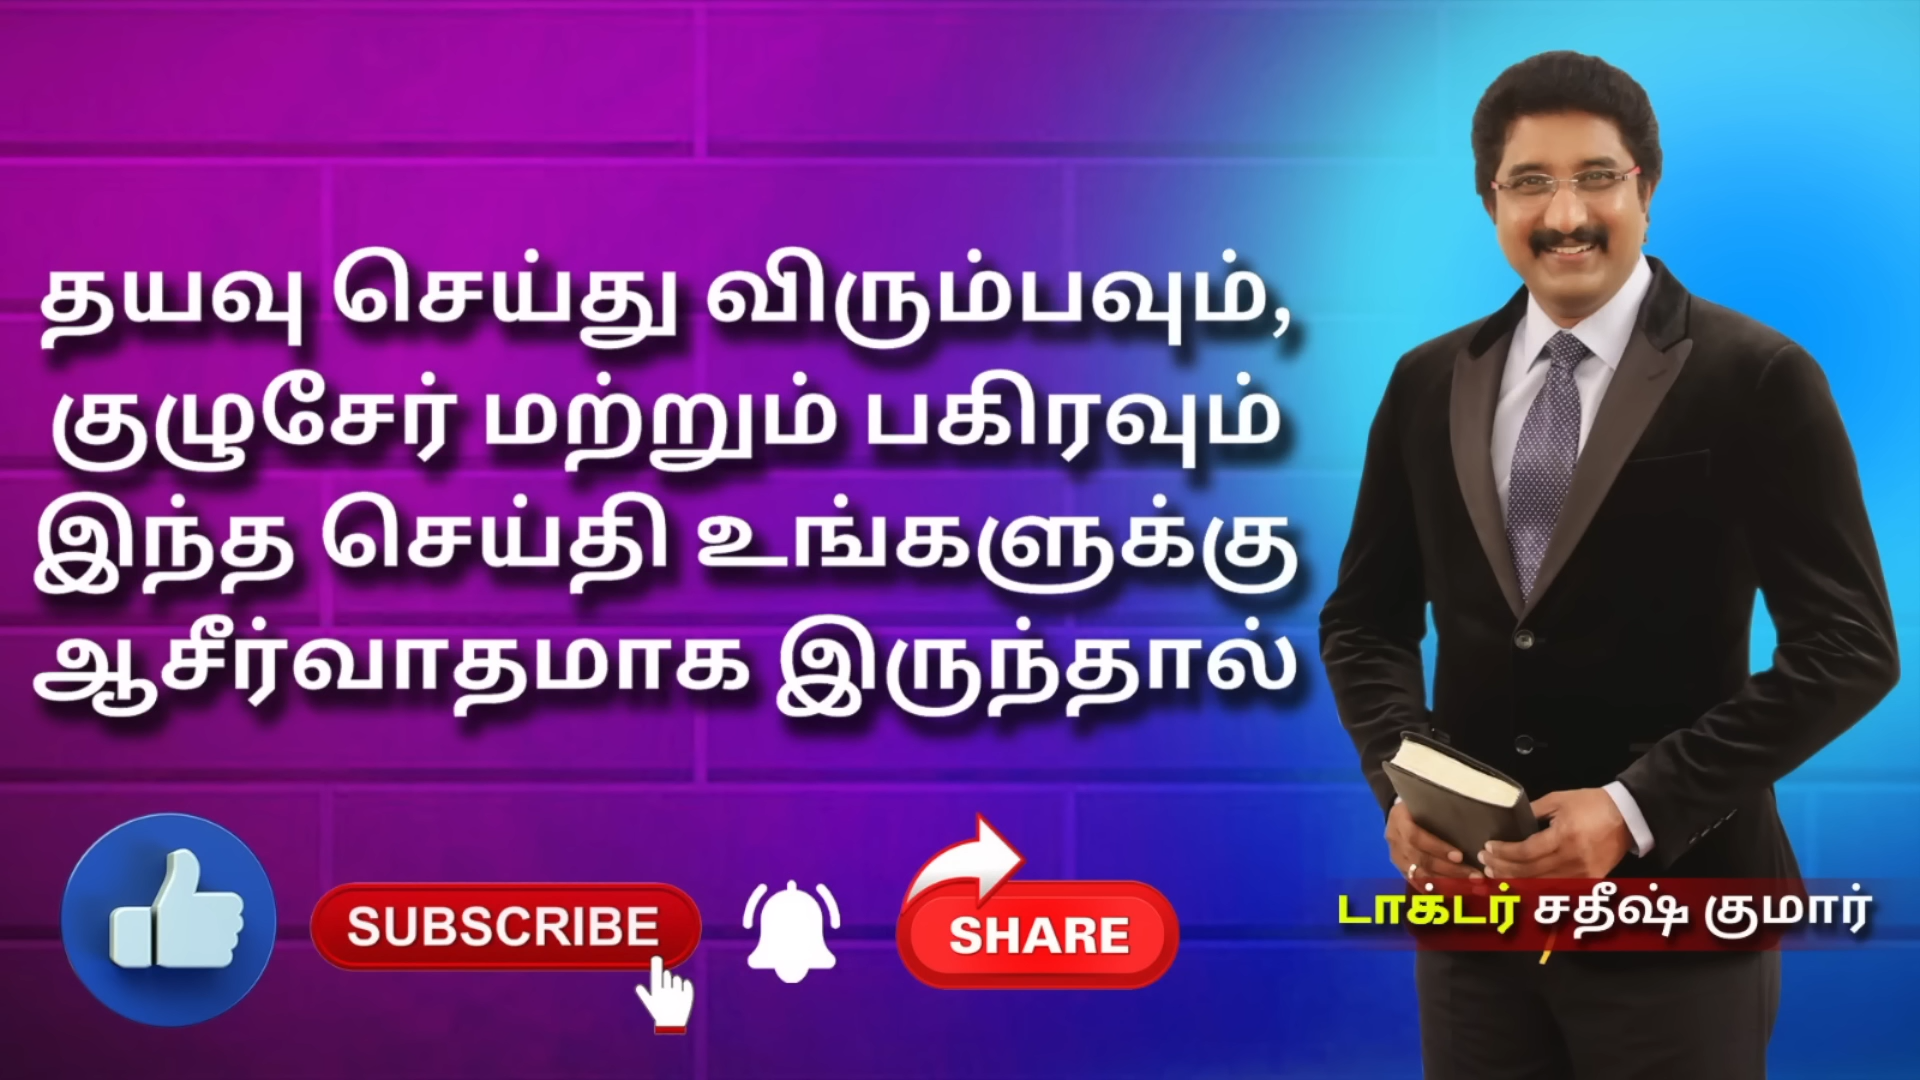 தயவு செய்து விரும்பவும்,
குழுசேர் மற்றும் பகிரவும்
இந்த செய்தி உங்களுக்கு
ஆசீர்வாதமாக இருந்தால்
டாக்டர் சதீஷ் குமார்
SUBSCRIBE
SHARE